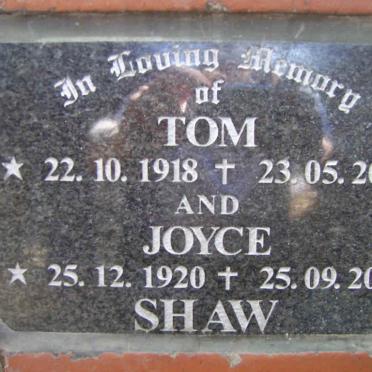 In Loving Memory
of
TOM
★ 22. 10. 1918 ✝ 23. 05. 20
AND
JOYCE
★ 25. 12. 1920 ✝ 25. 09. 20
SHAW